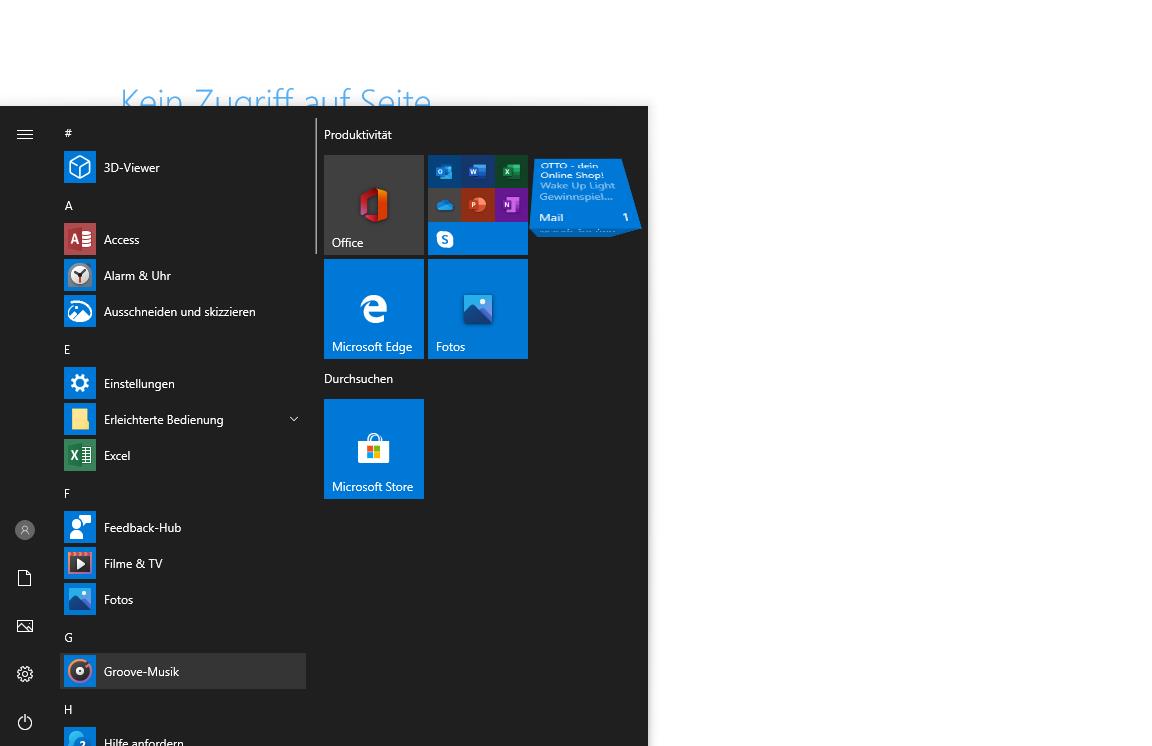 Kein Zugriff auf Seite
#
3D-Viewer
A
Access
Alarm & Uhr
Ausschneiden und skizzieren
E
Einstellungen
Erleichterte Bedienung
Excel
F
Feedback-Hub
Filme & TV
Fotos
G
Groove-Musik
H
Hilfe anfordern
Produktivität
Office
OTTO - dein
Online Shop!
Wake Up Light
Gewinnspiel...
Mail 1
Microsoft Edge
Fotos
Durchsuchen
Microsoft Store